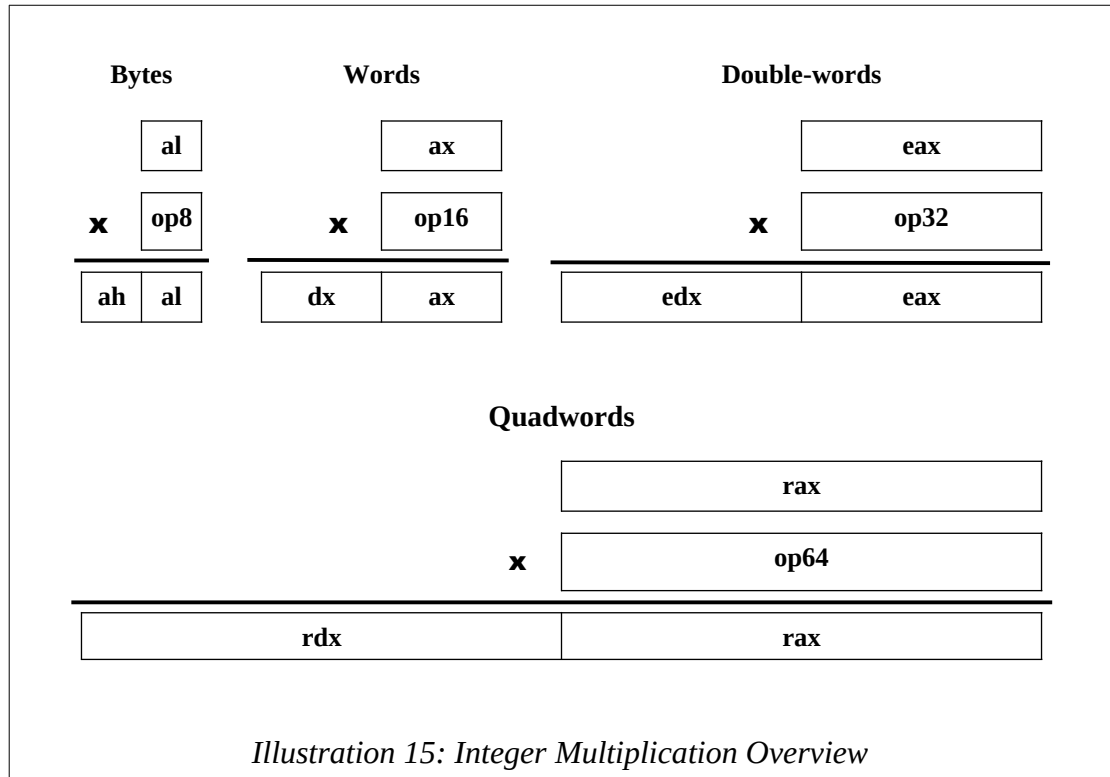 Bytes Words Double-words
al ax eax
x op8 x op16 x op32
ah al dx ax edx eax
Quadwords
rax
x op64
rdx rax
Illustration 15: Integer Multiplication Overview